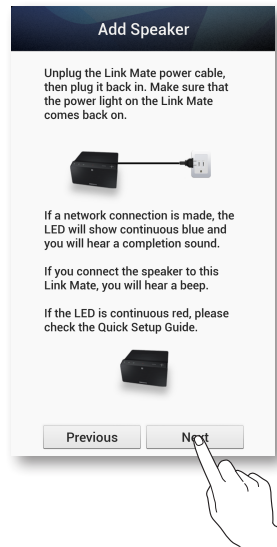 Add Speaker
Unplug the Link Mate power cable,
then plug it back in. Make sure that
the power light on the Link Mate
comes back on.
If a network connection is made, the
LED will show continuous blue and
you will hear a completion sound.
If you connect the speaker to this
Link Mate, you will hear a beep.
If the LED is continuous red, please
check the Quick Setup Guide.
Previous
Next